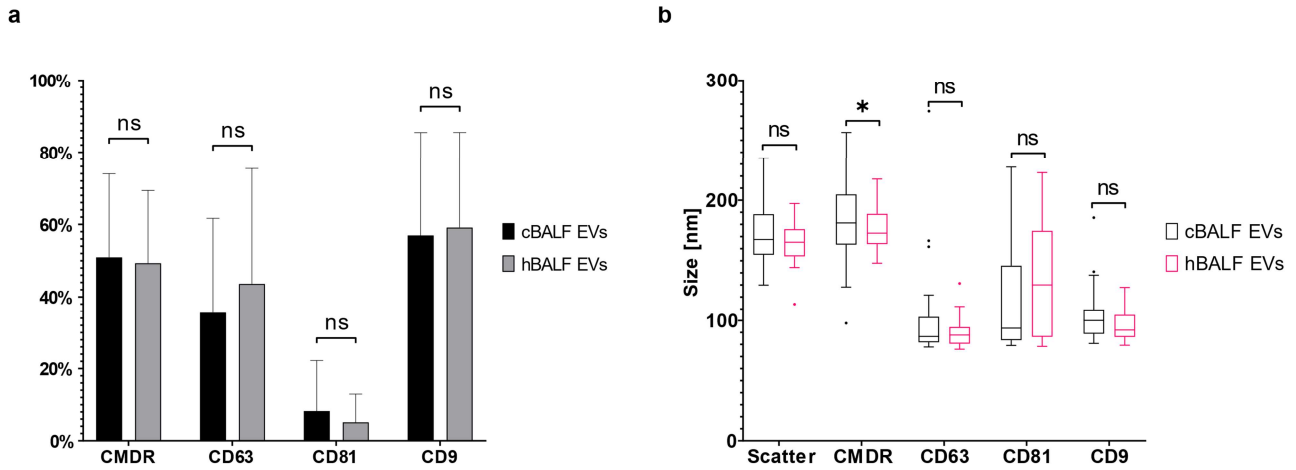 a
100%
80%
60%
40%
20%
0%
ns
ns
ns
ns
CMDR
CD63
CD81
CD9
cBALF EVs
hBALF EVs
b
Size [nm]
300
200
100
0
ns
*
ns
ns
ns
Scatter
CMDR
CD63
CD81
CD9
cBALF EVs
hBALF EVs